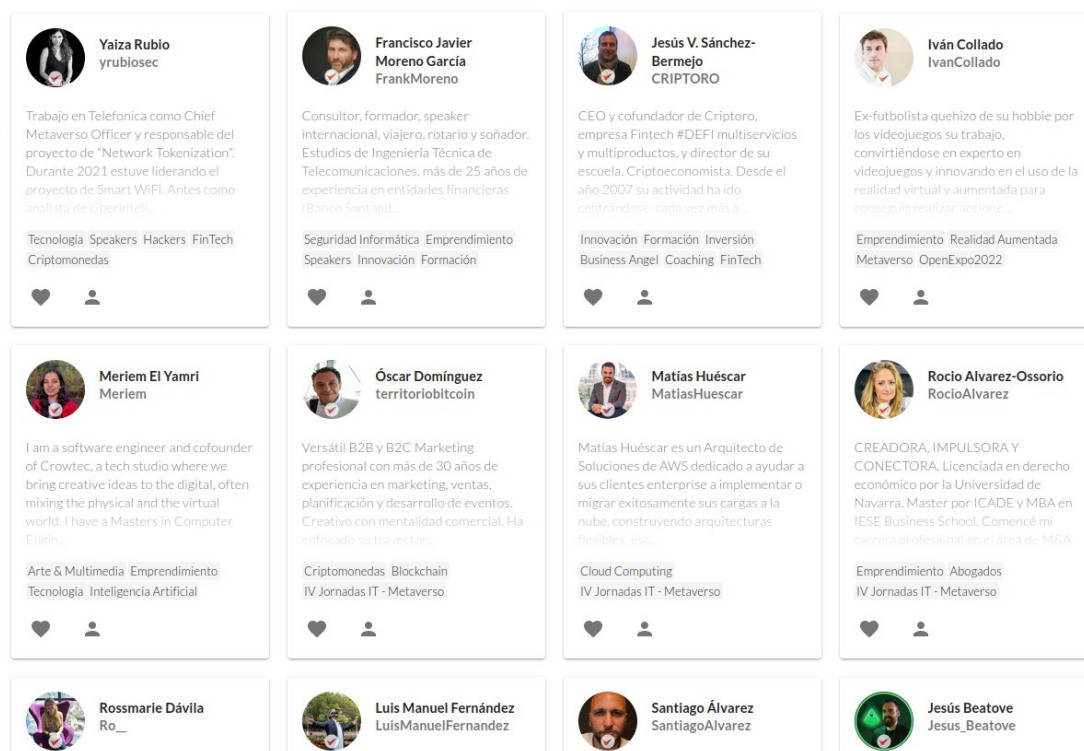 Yaiza Rubio
yrubiosec
Trabajo en Telefonica como Chief
Metaverso Officer y responsable del
proyecto de "Network Tokenization".
Durante 2021 estuve liderando el
proyecto de Smart WiFi. Antes como
analista de ciberinteli...
Tecnología Speakers Hackers FinTech
Criptomonedas
Francisco Javier
Moreno García
FrankMoreno
Consultor, formador, speaker
internacional, viajero, rotario y soñador.
Estudios de Ingeniería Técnica de
Telecomunicaciones, más de 25 años de
experiencia en entidades financieras
(Banco Santand...
Seguridad Informática Emprendimiento
Speakers Innovación Formación
Jesús V. Sánchez-
Bermejo
CRIPTORO
CEO y cofundador de Criptoro,
empresa Fintech #DEFI multiservicios
y multiproductos, y director de su
escuela. Criptoeconomista. Desde el
año 2007 su actividad ha ido
centrándose, cada vez más a ...
Innovación Formación Inversión
Business Angel Coaching FinTech
Iván Collado
IvanCollado
Ex-futbolista quehizo de su hobbie por
los videojuegos su trabajo,
convirtiéndose en experto en
videojuegos y innovando en el uso de la
realidad virtual y aumentada para
conseguir realizar accione...
Emprendimiento Realidad Aumentada
Metaverso OpenExpo2022
Meriem El Yamri
Meriem
I am a software engineer and cofounder
of Crowtec, a tech studio where we
bring creative ideas to the digital, often
mixing the physical and the virtual
world. I have a Masters in Computer
Engin...
Arte & Multimedia Emprendimiento
Tecnología Inteligencia Artificial
Óscar Domínguez
territoriobitcoin
Versátil B2B y B2C Marketing
profesional con más de 30 años de
experiencia en marketing, ventas,
planificación y desarrollo de eventos.
Creativo con mentalidad comercial. Ha
enfocado su trayector...
Criptomonedas Blockchain
IV Jornadas IT - Metaverso
Matías Huéscar
MatiasHuescar
Matías Huéscar es un Arquitecto de
Soluciones de AWS dedicado a ayudar a
sus clientes enterprise a implementar o
migrar exitosamente sus cargas a la
nube, construyendo arquitecturas
flexibles, esc...
Cloud Computing
IV Jornadas IT - Metaverso
Rocio Alvarez-Ossorio
RocioAlvarez
CREADORA, IMPULSORA Y
CONECTORA. Licenciada en derecho
económico por la Universidad de
Navarra. Master por ICADE y MBA en
IESE Business School. Comencé mi
carrera profesional en el área de M&A
Emprendimiento Abogados
IV Jornadas IT - Metaverso
Rossmarie Dávila
Ro__
Luis Manuel Fernández
LuisManuelFernandez
Santiago Álvarez
SantiagoAlvarez
Jesús Beatove
Jesus_Beatove